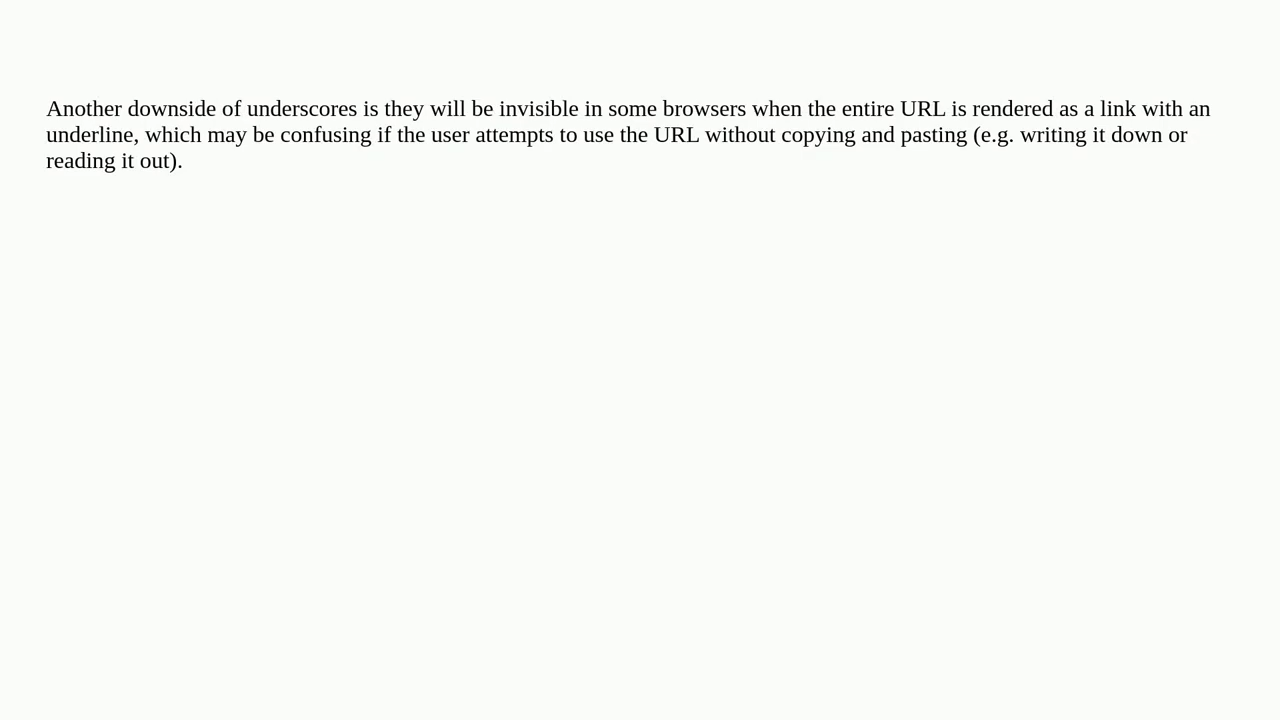 Another downside of underscores is they will be invisible in some browsers when the entire URL is rendered as a link with an
underline, which may be confusing if the user attempts to use the URL without copying and pasting (e.g. writing it down or
reading it out).